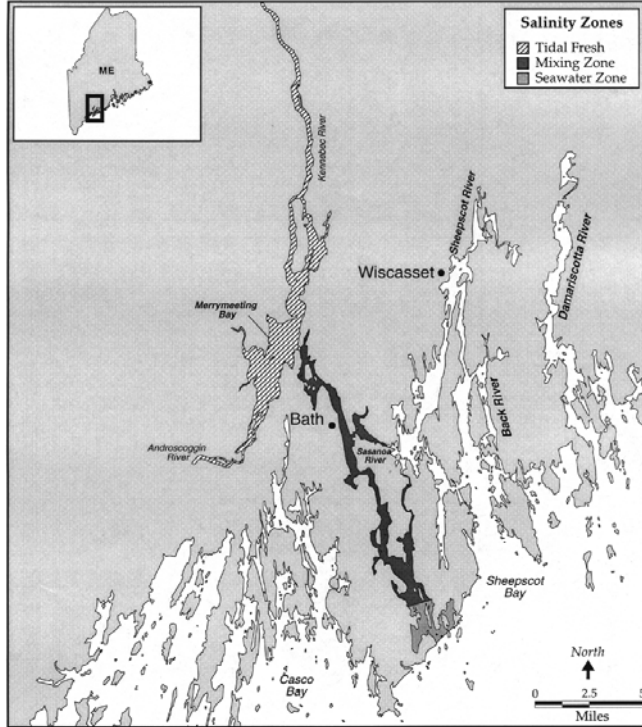 Salinity Zones
Tidal Fresh
Mixing Zone
Seawater Zone
ME
Kennebec River
Sheepscot River
Damariscotta River
Wiscasset
Merrymeeting
Bay
Back River
Bath
Sasanoa
River
Androscoggin
River
Sheepscot
Bay
Casco
Bay
North
0 2.5 5
Miles